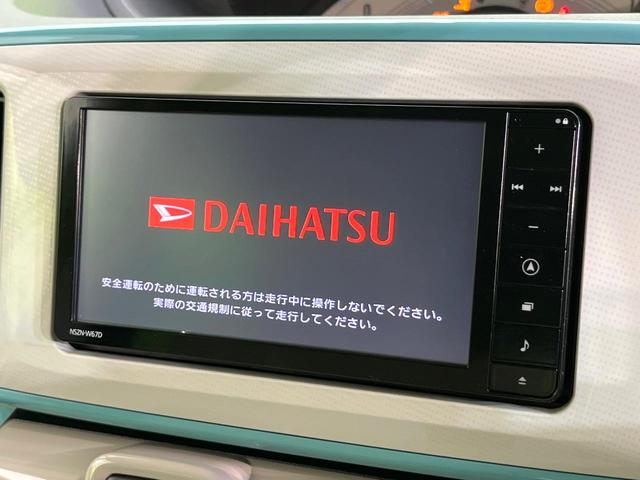 DAIHATSU
安全運転のために運転される方は走行中に操作しないでください。
実際の交通規制に従って走行してください。
NSZN-W67D